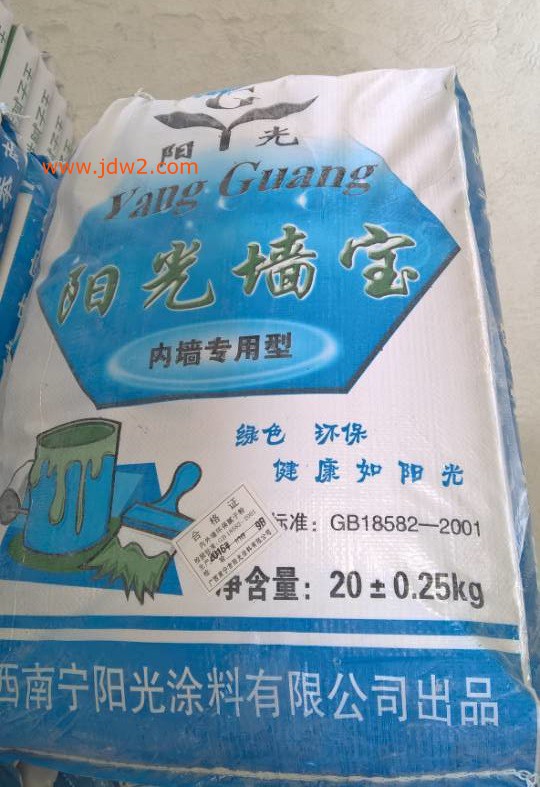 G
阳 光
www.jdw2.com
Yang Guang
阳光墙宝
内墙专用型
绿色 环保
健康如阳光
合格证
标准：GB18582—2001
净含量：20±0.25kg
西南宁阳光涂料有限公司出品